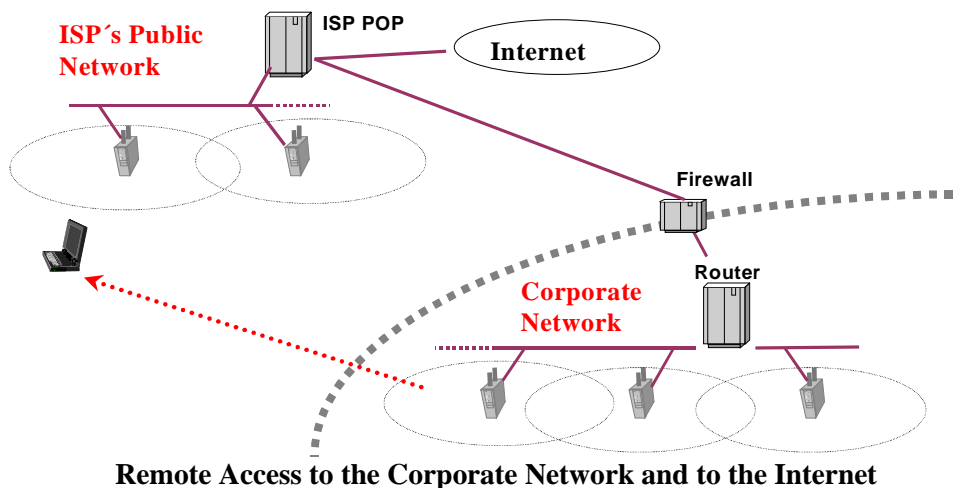 ISP POP
ISP´s Public
Network
Internet
Firewall
Router
Corporate
Network
Remote Access to the Corporate Network and to the Internet